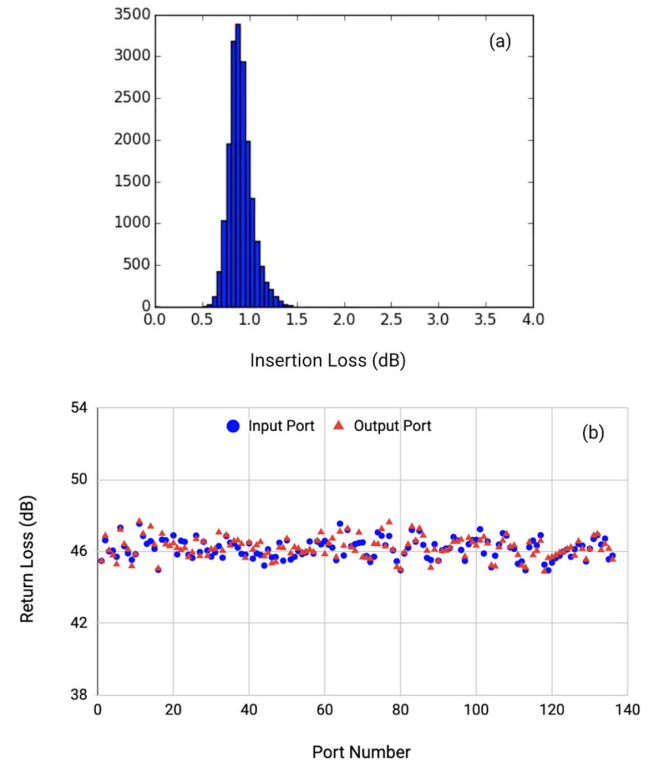 3500
(a)
3000
2500
2000
1500
1000
500
0
0.0 0.5 1.0 1.5 2.0 2.5 3.0 3.5 4.0
Insertion Loss (dB)
54
Input Port Output Port
(b)
50
Return Loss (dB)
46
42
38
0 20 40 60 80 100 120 140
Port Number